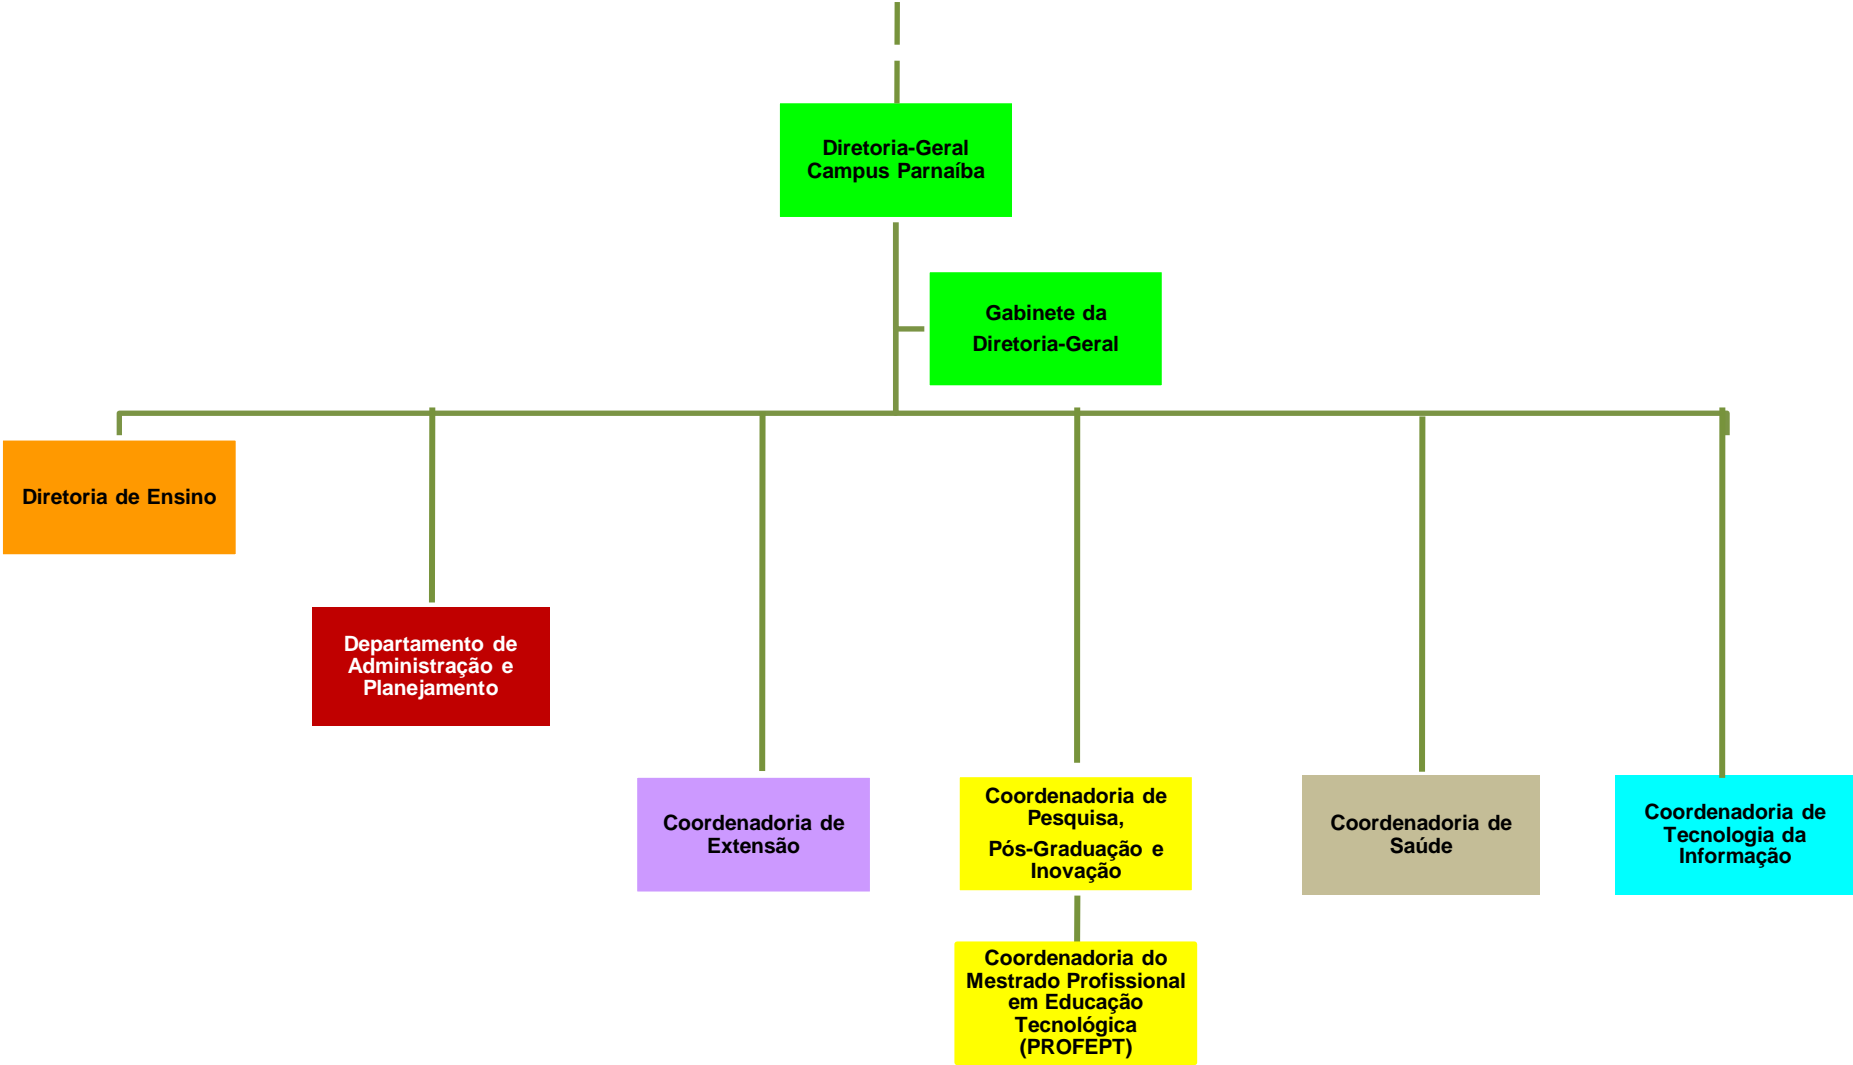 Diretoria-Geral
Campus Parnaíba
Gabinete da
Diretoria-Geral
Diretoria de Ensino
Departamento de
Administração e
Planejamento
Coordenadoria de
Extensão
Coordenadoria de
Pesquisa,
Pós-Graduação e
Inovação
Coordenadoria de
Saúde
Coordenadoria de
Tecnologia da
Informação
Coordenadoria do
Mestrado Profissional
em Educação
Tecnológica
(PROFEPT)